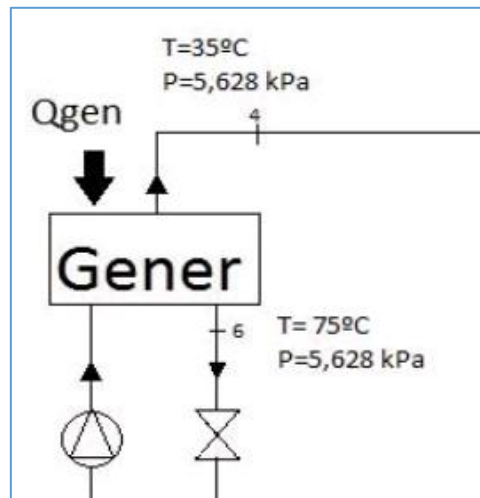 T=35ºC
P=5,628 kPa
Qgen
4
Gener
6
T= 75ºC
P=5,628 kPa